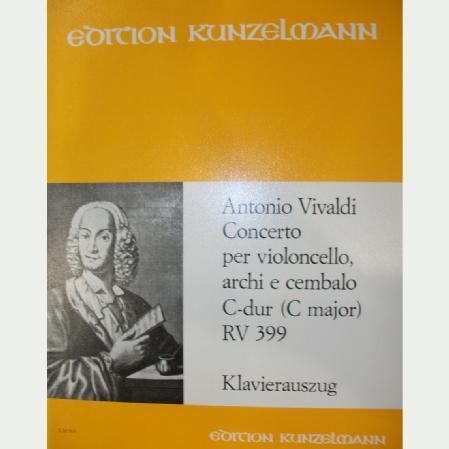 EDITION KUNZELMANN
Antonio Vivaldi
Concerto
per violoncello,
archi e cembalo
C-dur (C major)
RV 399
Klavierauszug
EDITION KUNZELMANN